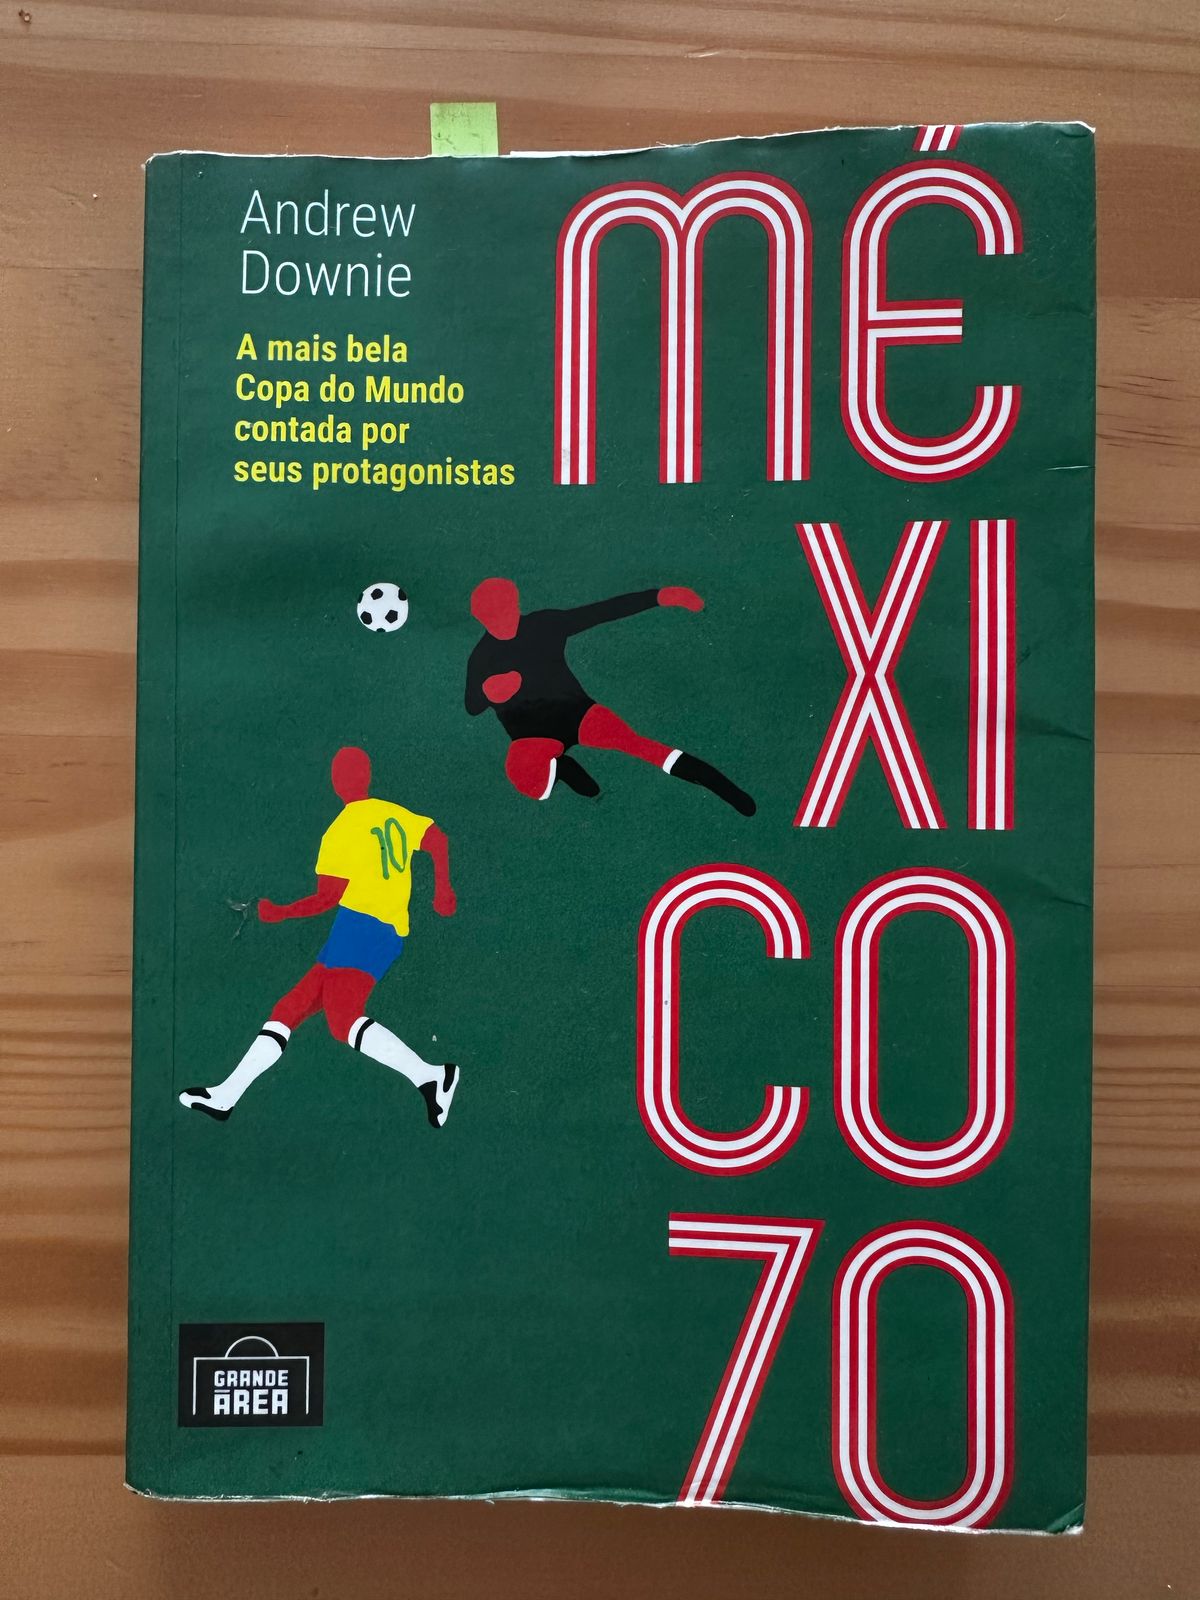 Andrew
Downie
A mais bela
Copa do Mundo
contada por
seus protagonistas
MÉ
XI
CO
70
10
GRANDE
ÁREA